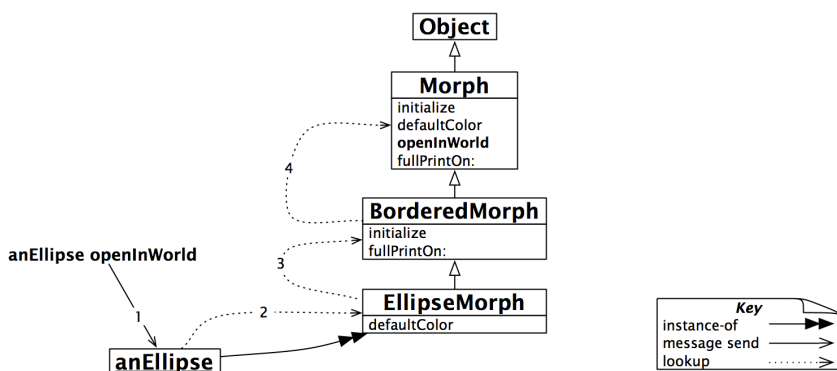 Object
Morph
initialize
defaultColor
openInWorld
fullPrintOn:
4
BorderedMorph
initialize
fullPrintOn:
anEllipse openInWorld
3
1
2
EllipseMorph
defaultColor
anEllipse
Key
instance-of
message send
lookup